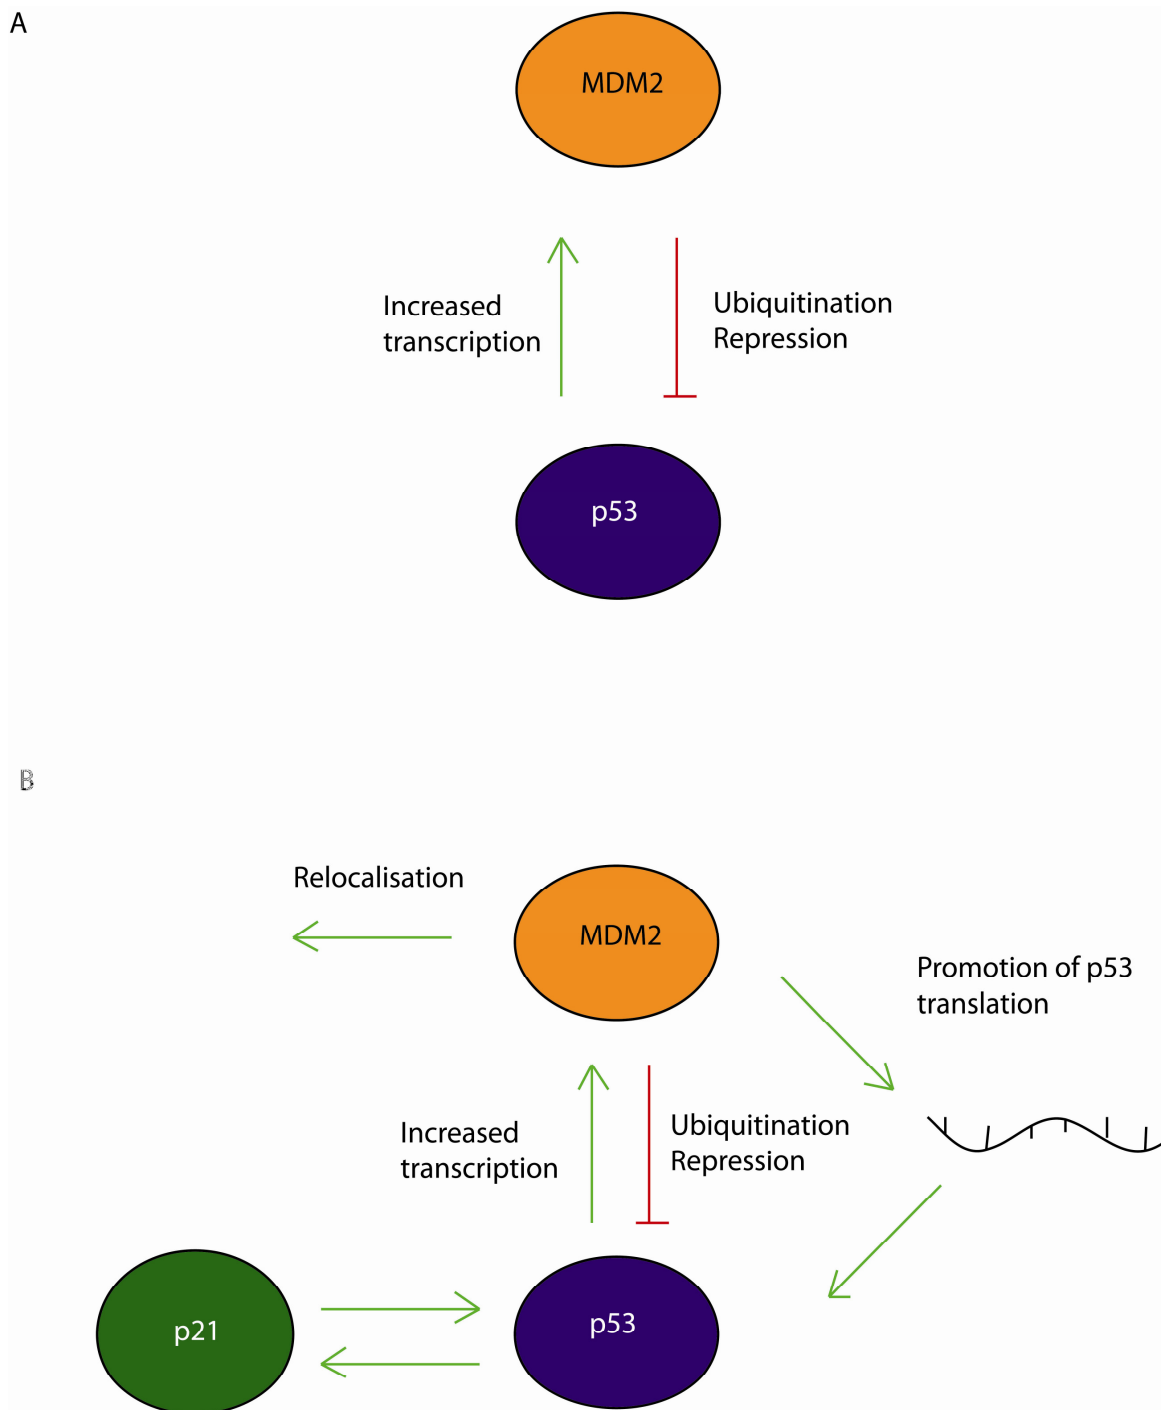 A
MDM2
Increased
transcription
Ubiquitination
Repression
p53
B
Relocalisation
MDM2
Promotion of p53
translation
Increased
transcription
Ubiquitination
Repression
p21
p53